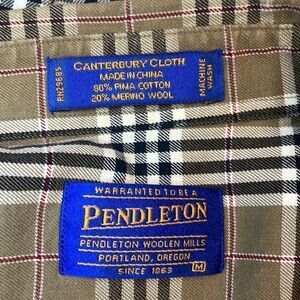 RN29685
CANTERBURY CLOTH
MADE IN CHINA
80% PIMA COTTON
20% MERINO WOOL
MACHINE
WASH
WARRANTED TO BE A
PENDLETON
PENDLETON WOOLEN MILLS
PORTLAND, OREGON
SINCE 1863
M